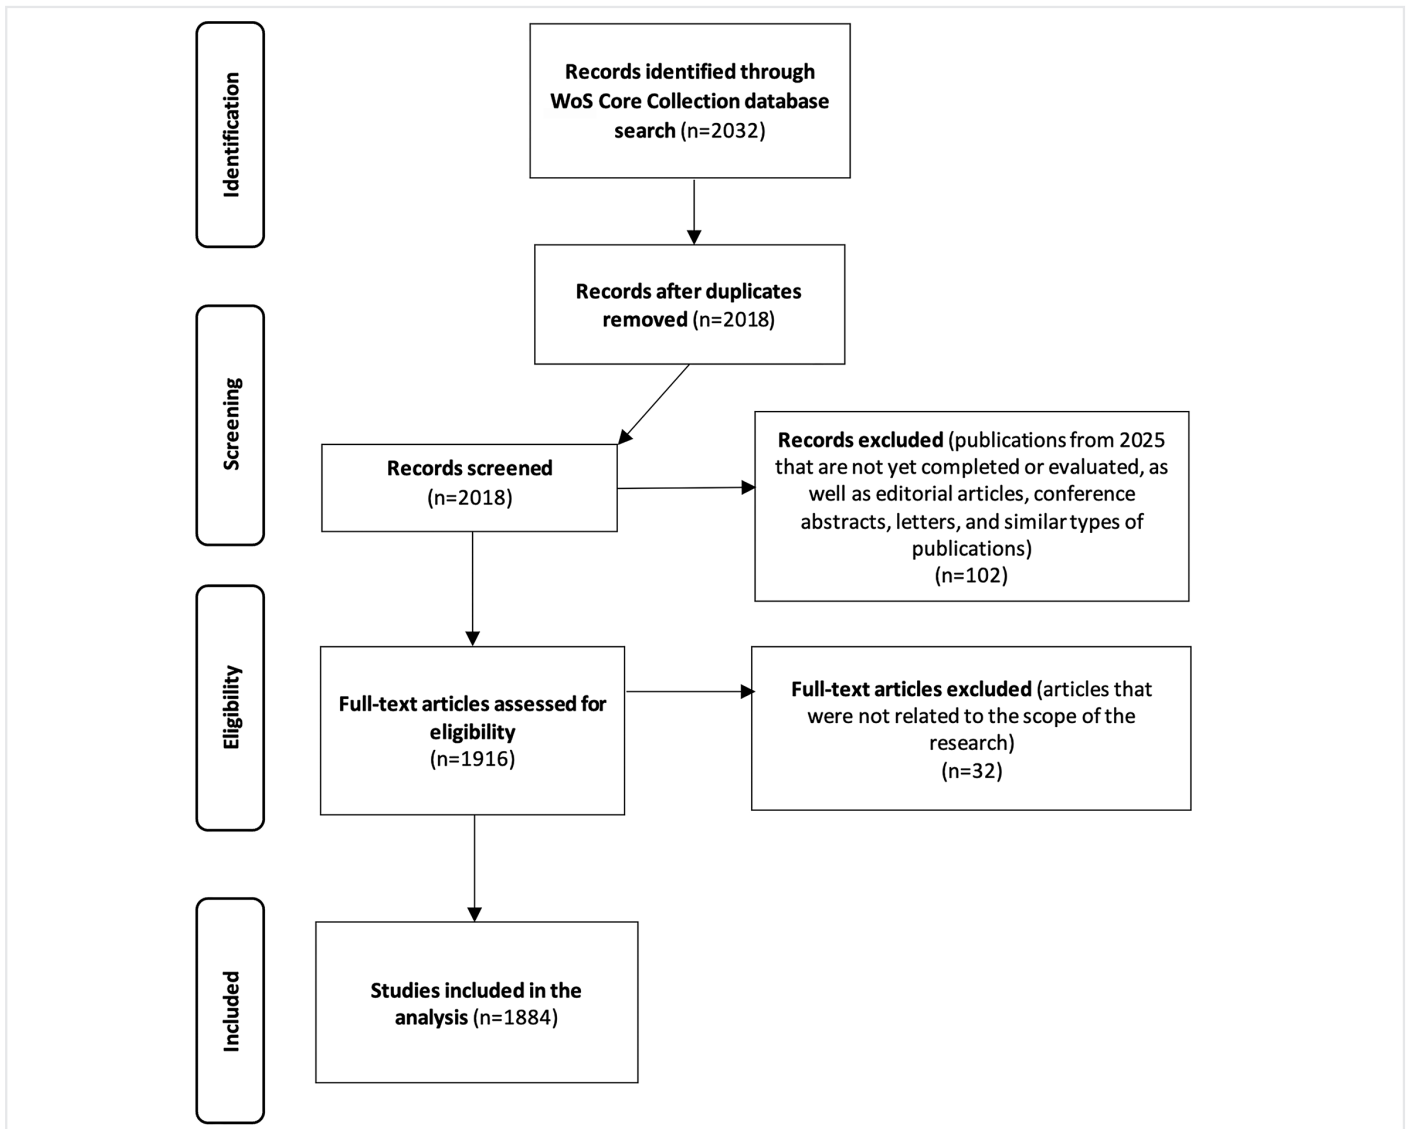 Identification
Records identified through
WoS Core Collection database
search (n=2032)
Records after duplicates
removed (n=2018)
Screening
Records screened
(n=2018)
Records excluded (publications from 2025
that are not yet completed or evaluated, as
well as editorial articles, conference
abstracts, letters, and similar types of
publications)
(n=102)
Eligibility
Full-text articles assessed for
eligibility
(n=1916)
Full-text articles excluded (articles that
were not related to the scope of the
research)
(n=32)
Included
Studies included in the
analysis (n=1884)